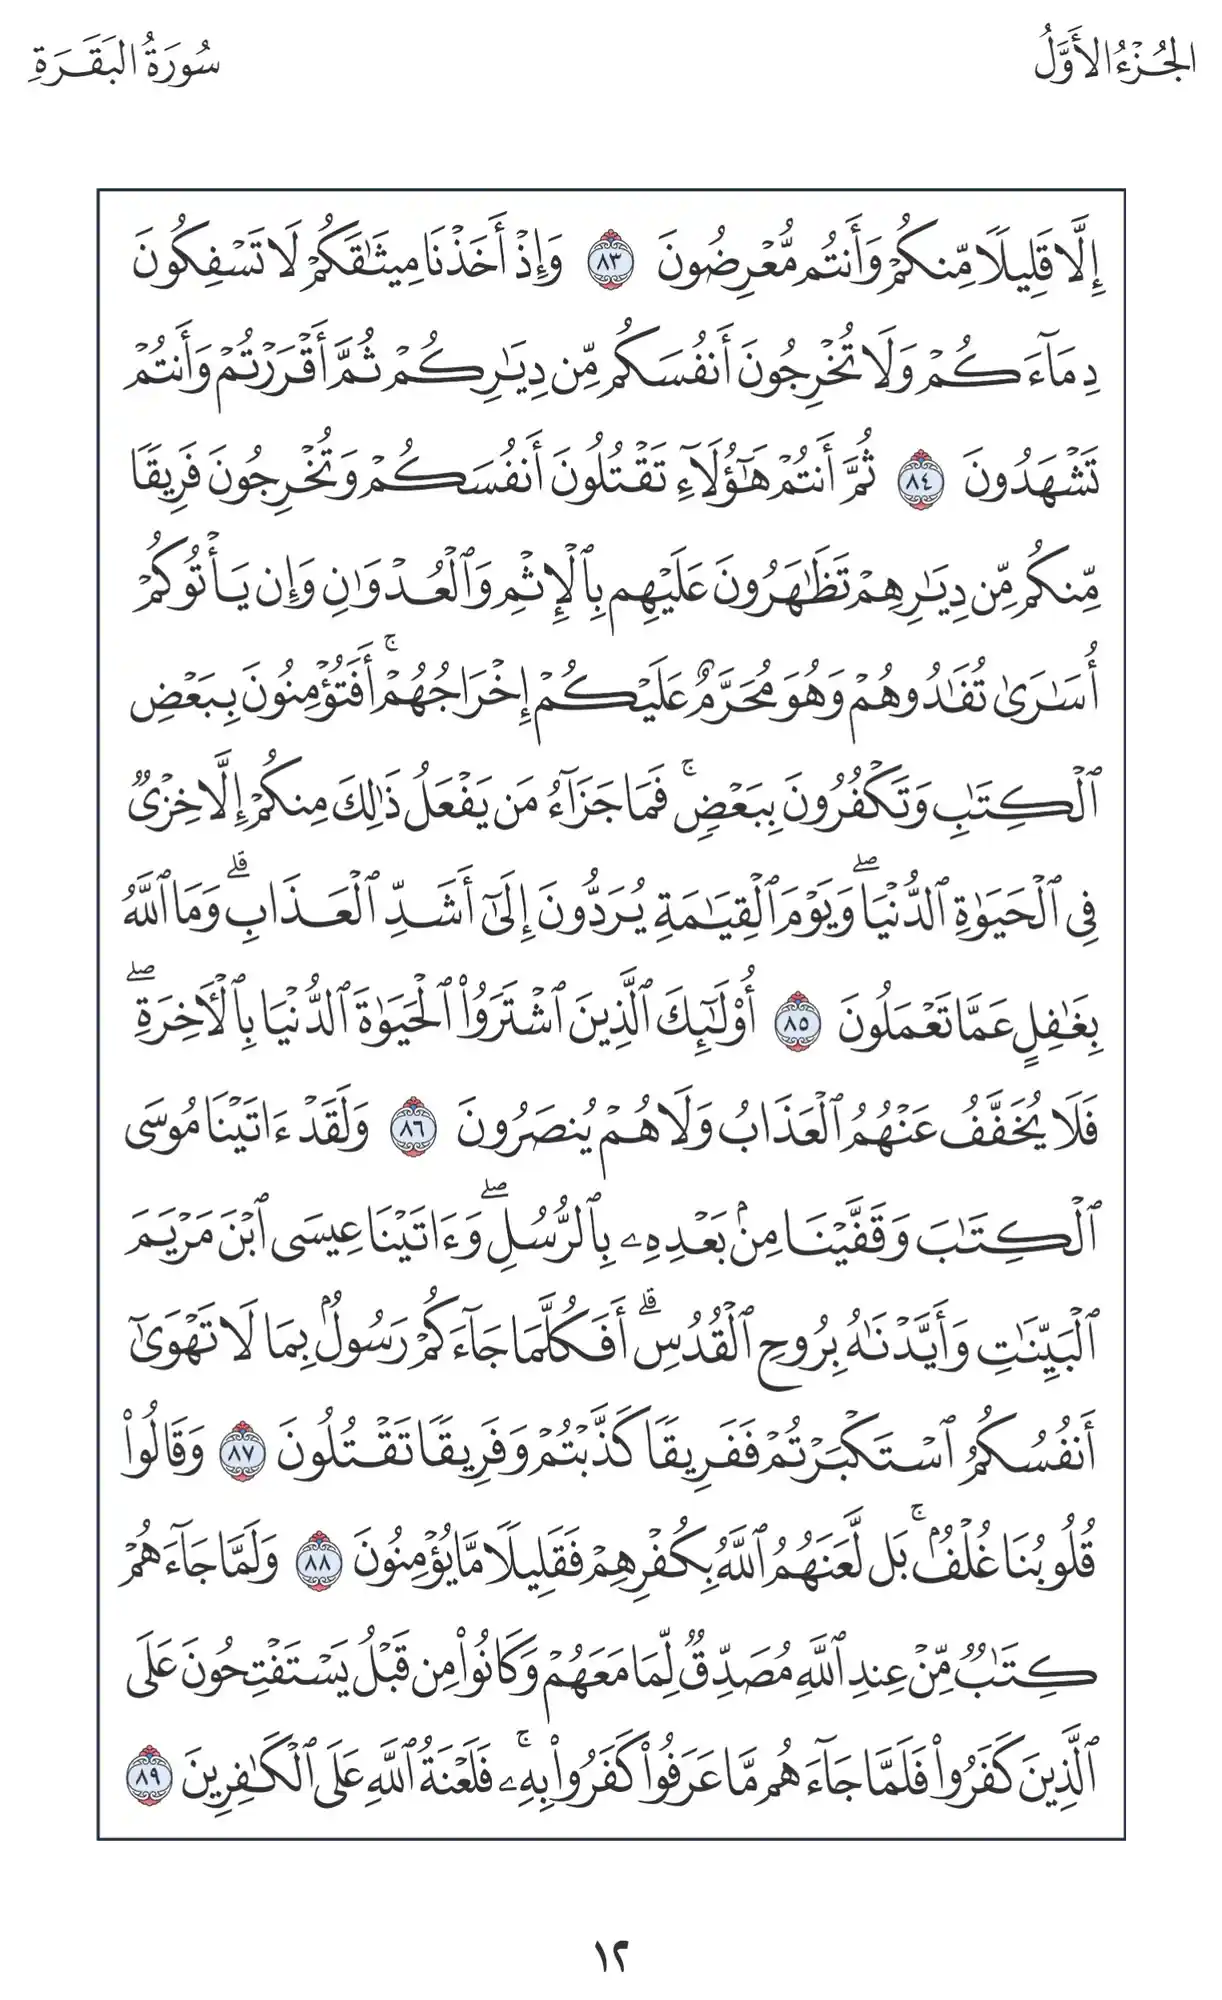 الجُزْءُ الأَوَّلُ
سُورَةُ البَقَرَةِ
إِلَّا قَلِيلًا مِّنكُمْ وَأَنتُم مُّعْرِضُونَ ٨٣ وَإِذْ أَخَذْنَا مِيثَٰقَكُمْ لَا تَسْفِكُونَ
دِمَآءَكُمْ وَلَا تُخْرِجُونَ أَنفُسَكُم مِّن دِيَٰرِكُمْ ثُمَّ أَقْرَرْتُمْ وَأَنتُمْ
تَشْهَدُونَ ٨٤ ثُمَّ أَنتُمْ هَٰٓؤُلَآءِ تَقْتُلُونَ أَنفُسَكُمْ وَتُخْرِجُونَ فَرِيقًا
مِّنكُم مِّن دِيَٰرِهِمْ تَظَٰهَرُونَ عَلَيْهِم بِٱلْإِثْمِ وَٱلْعُدْوَٰنِ وَإِن يَأْتُوكُمْ
أُسَٰرَىٰ تُفَٰدُوهُمْ وَهُوَ مُحَرَّمٌ عَلَيْكُمْ إِخْرَاجُهُمْ ۚ أَفَتُؤْمِنُونَ بِبَعْضِ
ٱلْكِتَٰبِ وَتَكْفُرُونَ بِبَعْضٍ ۚ فَمَا جَزَآءُ مَن يَفْعَلُ ذَٰلِكَ مِنكُمْ إِلَّا خِزْىٌ
فِى ٱلْحَيَوٰةِ ٱلدُّنْيَا ۖ وَيَوْمَ ٱلْقِيَٰمَةِ يُرَدُّونَ إِلَىٰٓ أَشَدِّ ٱلْعَذَابِ ۗ وَمَا ٱللَّهُ
بِغَٰفِلٍ عَمَّا تَعْمَلُونَ ٨٥ أُو۟لَٰٓئِكَ ٱلَّذِينَ ٱشْتَرَوُا۟ ٱلْحَيَوٰةَ ٱلدُّنْيَا بِٱلْءَاخِرَةِ ۖ
فَلَا يُخَفَّفُ عَنْهُمُ ٱلْعَذَابُ وَلَا هُمْ يُنصَرُونَ ٨٦ وَلَقَدْ ءَاتَيْنَا مُوسَى
ٱلْكِتَٰبَ وَقَفَّيْنَا مِنۢ بَعْدِهِۦ بِٱلرُّسُلِ ۖ وَءَاتَيْنَا عِيسَى ٱبْنَ مَرْيَمَ
ٱلْبَيِّنَٰتِ وَأَيَّدْنَٰهُ بِرُوحِ ٱلْقُدُسِ ۗ أَفَكُلَّمَا جَآءَكُمْ رَسُولٌۢ بِمَا لَا تَهْوَىٰٓ
أَنفُسُكُمُ ٱسْتَكْبَرْتُمْ فَفَرِيقًا كَذَّبْتُمْ وَفَرِيقًا تَقْتُلُونَ ٨٧ وَقَالُوا۟
قُلُوبُنَا غُلْفٌۢ ۚ بَل لَّعَنَهُمُ ٱللَّهُ بِكُفْرِهِمْ فَقَلِيلًا مَّا يُؤْمِنُونَ ٨٨ وَلَمَّا جَآءَهُمْ
كِتَٰبٌ مِّنْ عِندِ ٱللَّهِ مُصَدِّقٌ لِّمَا مَعَهُمْ وَكَانُوا۟ مِن قَبْلُ يَسْتَفْتِحُونَ عَلَى
ٱلَّذِينَ كَفَرُوا۟ فَلَمَّا جَآءَهُم مَّا عَرَفُوا۟ كَفَرُوا۟ بِهِۦ ۚ فَلَعْنَةُ ٱللَّهِ عَلَى ٱلْكَٰفِرِينَ ٨٩
١٢